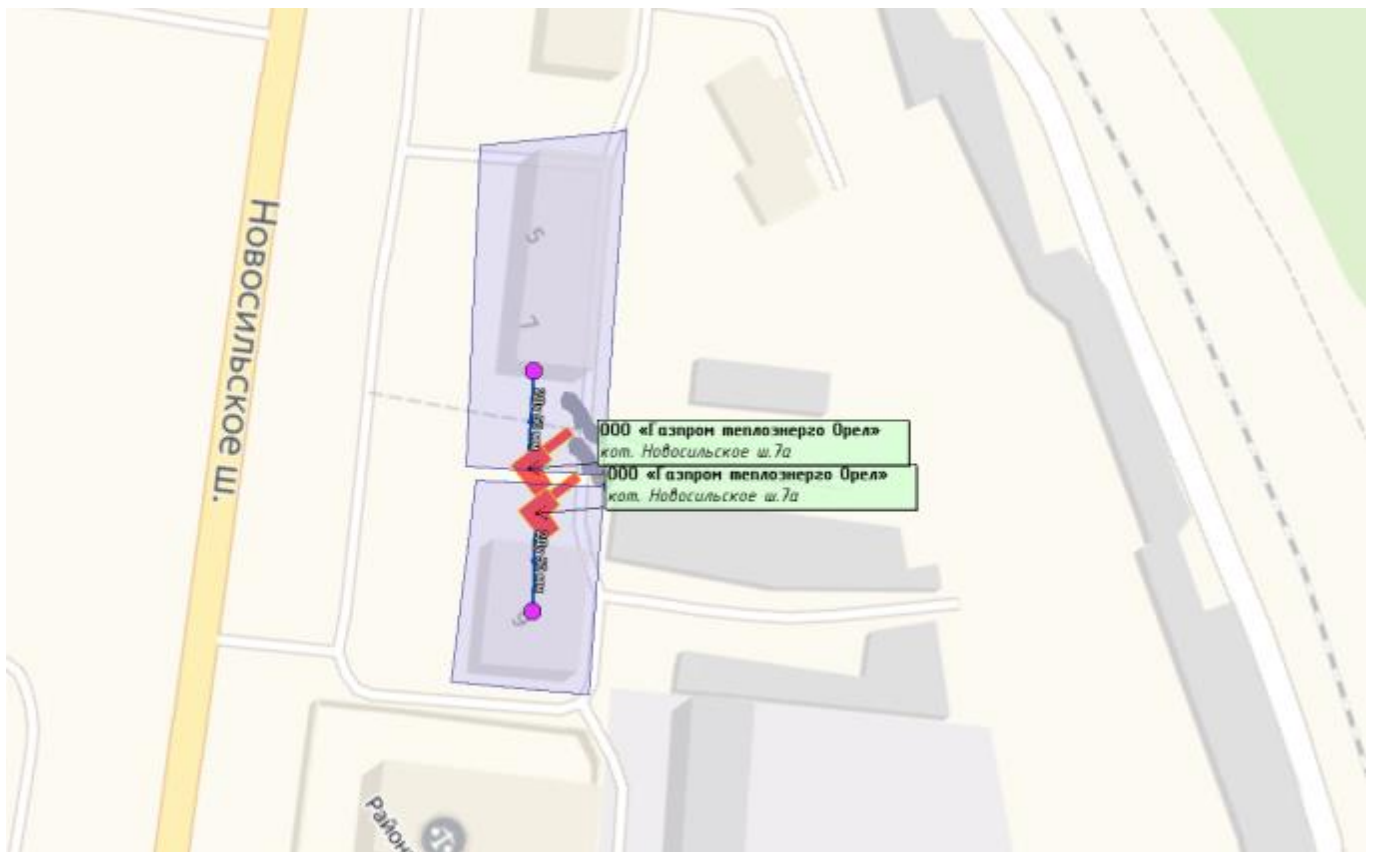 Новосильское ш.
5
7
ООО «Газпром теплоэнерго Орел»
кот. Новосильское ш.7а
ООО «Газпром теплоэнерго Орел»
кот. Новосильское ш.7а
9
Район